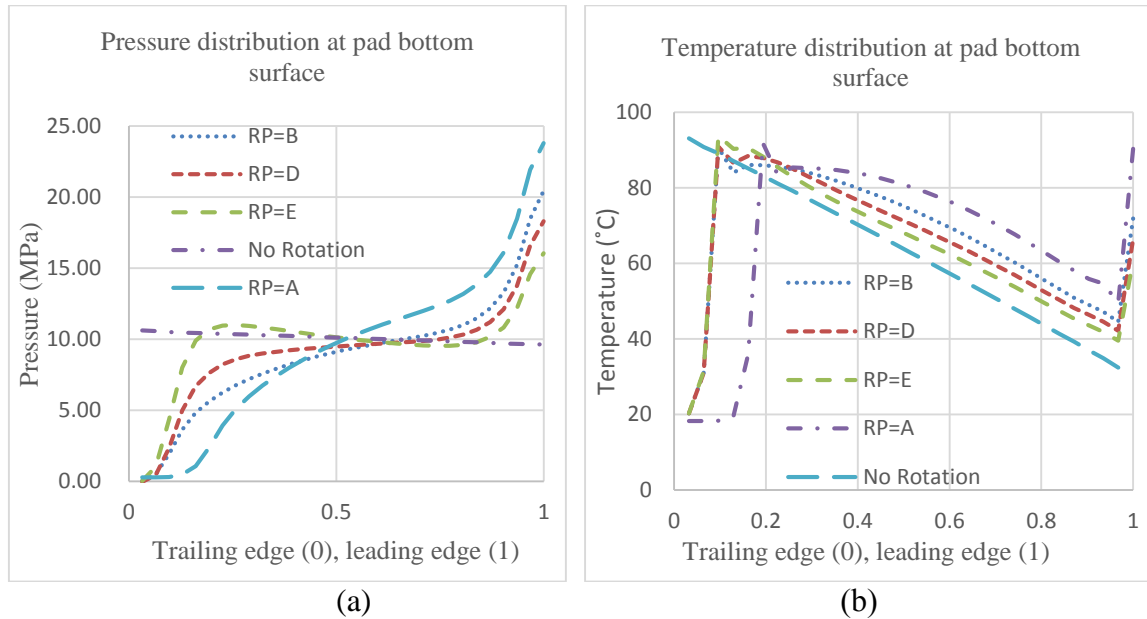 Pressure distribution at pad bottom
surface
Pressure (MPa)
25.00
20.00
15.00
10.00
5.00
0.00
RP=B
RP=D
RP=E
No Rotation
RP=A
0
0.5
1
Trailing edge (0), leading edge (1)
(a)
Temperature distribution at pad bottom
surface
Temperature (°C)
100
80
60
40
20
0
RP=B
RP=D
RP=E
RP=A
No Rotation
0
0.2
0.4
0.6
0.8
1
Trailing edge (0), leading edge (1)
(b)